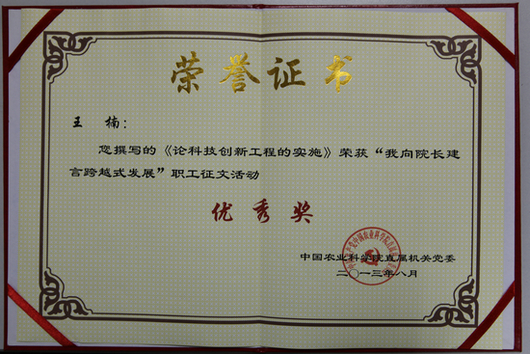 荣誉证书
王 楠：
您撰写的《论科技创新工程的实施》荣获“我向院长建
言跨越式发展”职工征文活动
优秀奖
中国农业科学院直属机关党委
二〇一三年八月